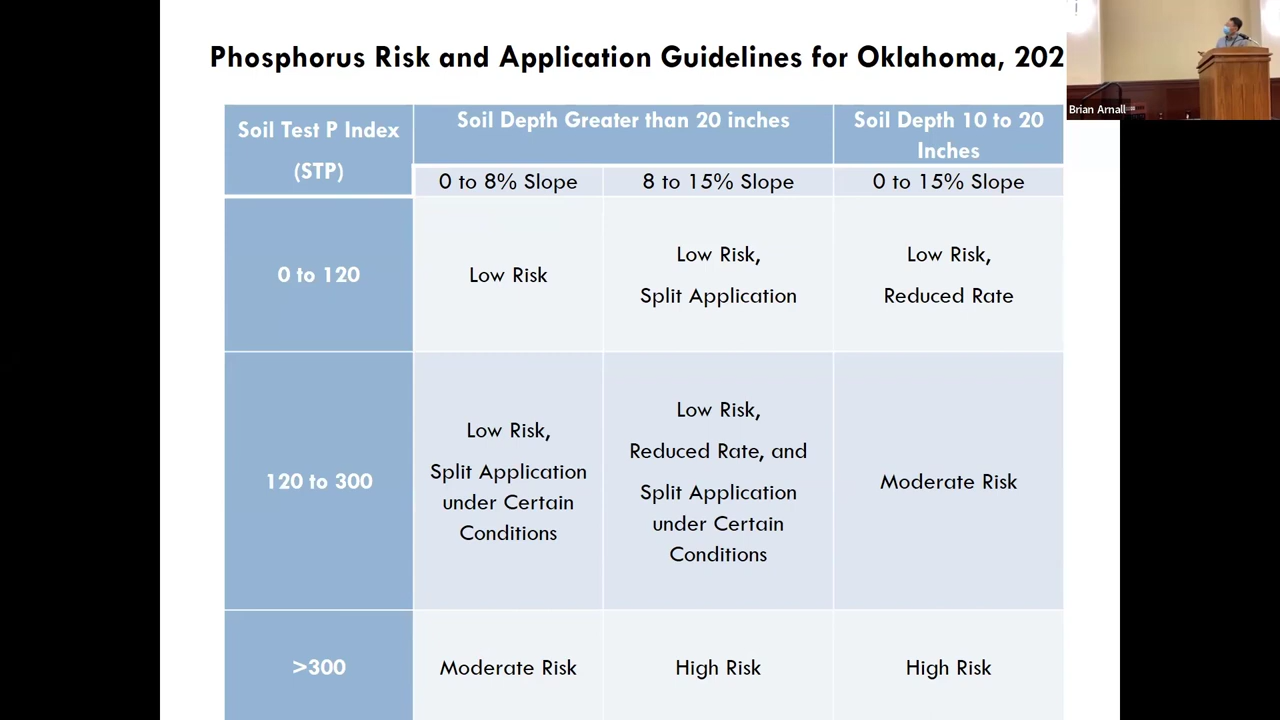 Phosphorus Risk and Application Guidelines for Oklahoma, 202
Brian Arnall
Soil Test P Index
(STP)
Soil Depth Greater than 20 inches
Soil Depth 10 to 20
Inches
0 to 8% Slope
8 to 15% Slope
0 to 15% Slope
0 to 120
Low Risk
Low Risk,
Split Application
Low Risk,
Reduced Rate
120 to 300
Low Risk,
Split Application
under Certain
Conditions
Low Risk,
Reduced Rate, and
Split Application
under Certain
Conditions
Moderate Risk
>300
Moderate Risk
High Risk
High Risk